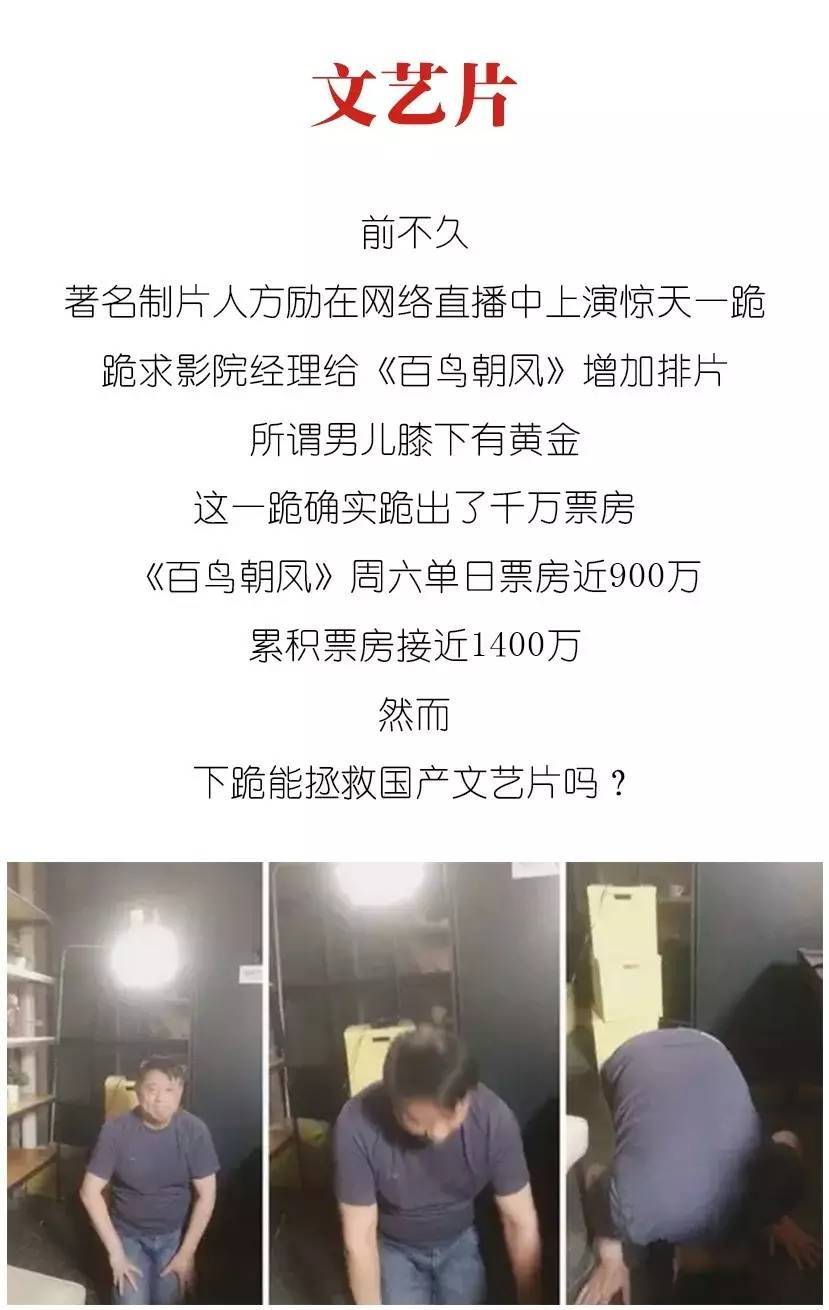 文艺片
前不久
著名制片人方励在网络直播中上演惊天一跪
跪求影院经理给《百鸟朝凤》增加排片
所谓男儿膝下有黄金
这一跪确实跪出了千万票房
《百鸟朝凤》周六单日票房近900万
累积票房接近1400万
然而
下跪能拯救国产文艺片吗？